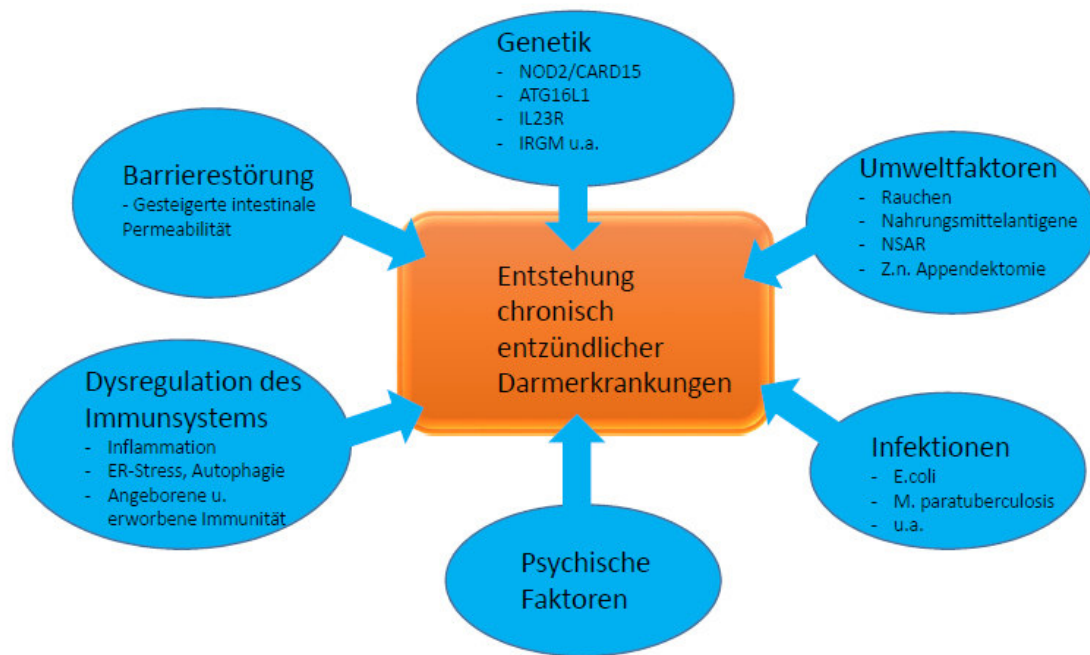 Genetik
- NOD2/CARD15
- ATG16L1
- IL23R
- IRGM u.a.
Barrierestörung
- Gesteigerte intestinale
Permeabilität
Umweltfaktoren
- Rauchen
- Nahrungsmittelantigene
- NSAR
- Z.n. Appendektomie
Entstehung
chronisch
entzündlicher
Darmerkrankungen
Dysregulation des
Immunsystems
- Inflammation
- ER-Stress, Autophagie
- Angeborene u.
erworbene Immunität
Infektionen
- E.coli
- M. paratuberculosis
- u.a.
Psychische
Faktoren